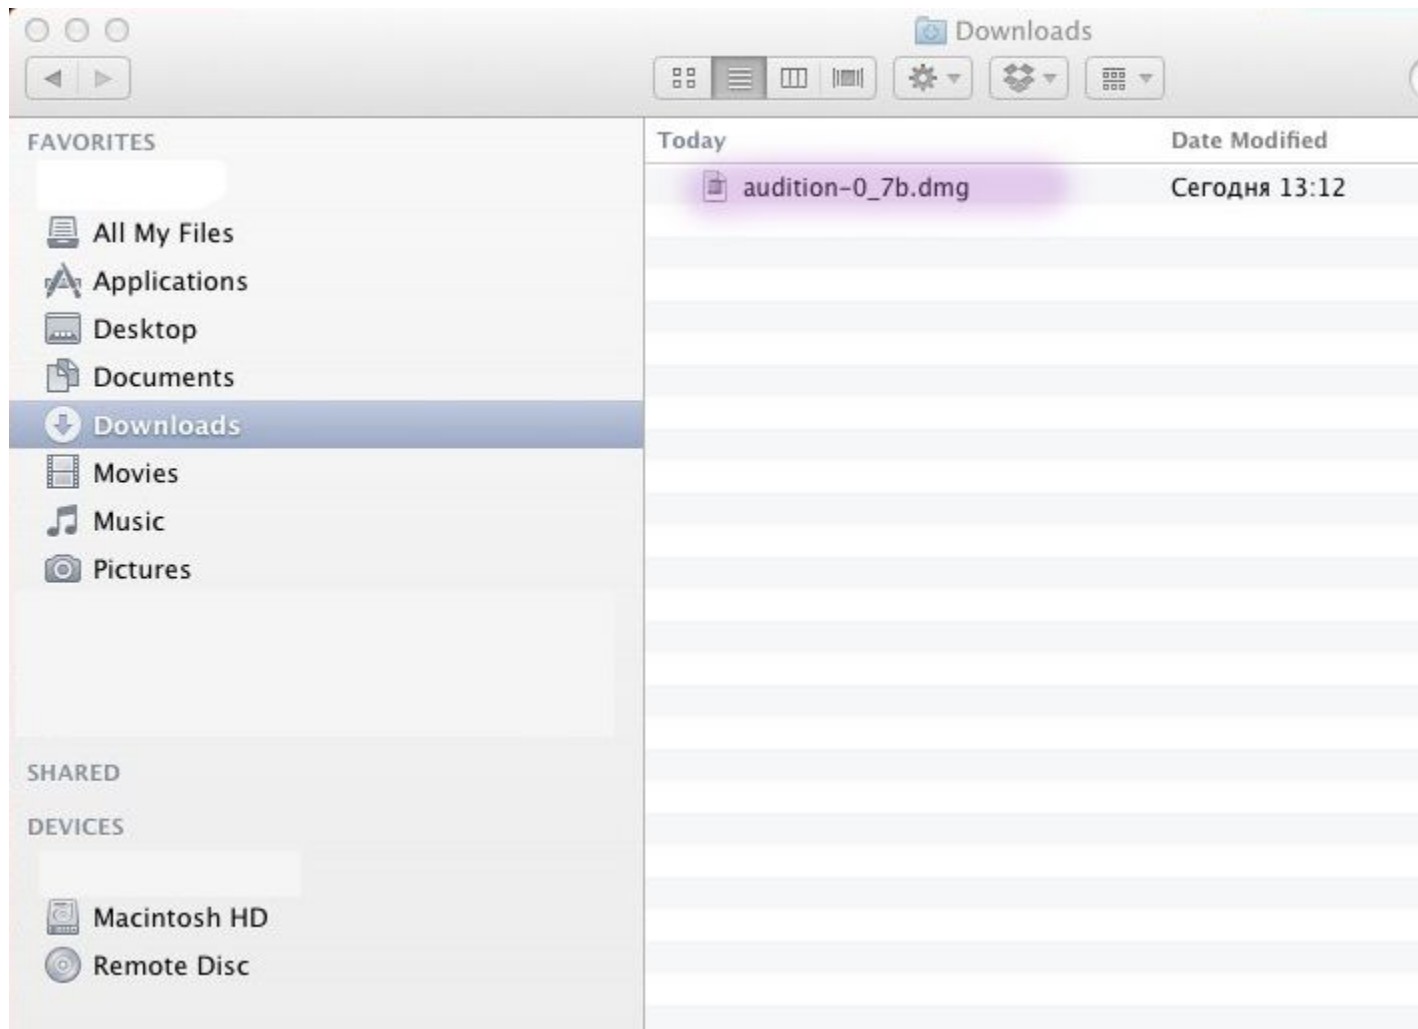 Downloads
FAVORITES
All My Files
Applications
Desktop
Documents
Downloads
Movies
Music
Pictures
SHARED
DEVICES
Macintosh HD
Remote Disc
Today Date Modified
audition-0_7b.dmg Сегодня 13:12